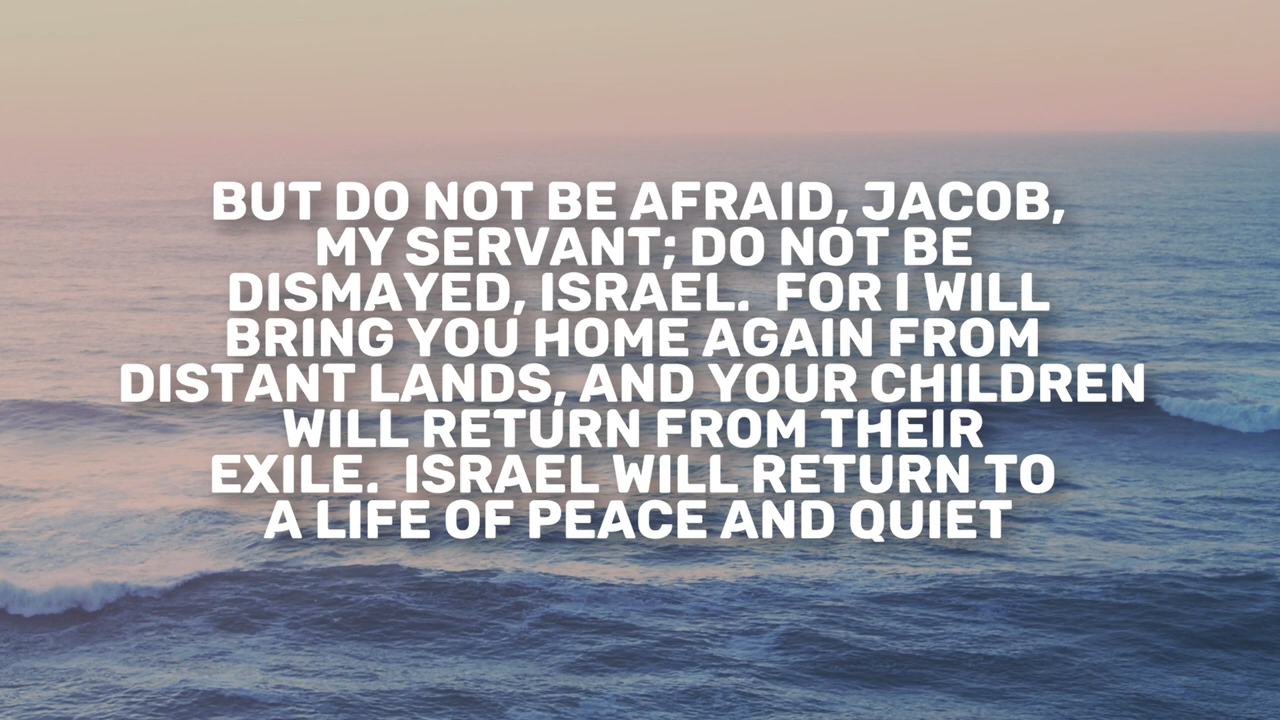 BUT DO NOT BE AFRAID, JACOB,
MY SERVANT; DO NOT BE
DISMAYED, ISRAEL.  FOR I WILL
BRING YOU HOME AGAIN FROM
DISTANT LANDS, AND YOUR CHILDREN
WILL RETURN FROM THEIR
EXILE.  ISRAEL WILL RETURN TO
A LIFE OF PEACE AND QUIET